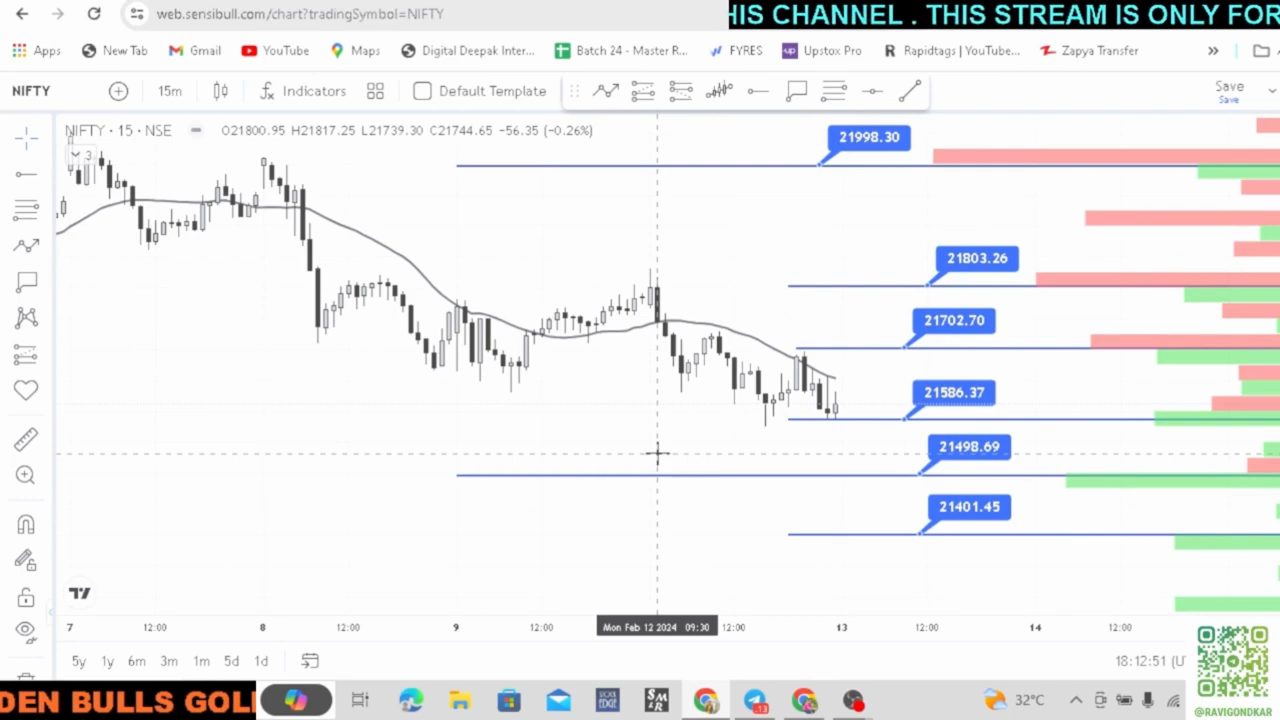 web.sensibull.com/chart?tradingSymbol=NIFTY
HIS CHANNEL . THIS STREAM IS ONLY FOR
Apps New Tab Gmail YouTube Maps Digital Deepak Inter... Batch 24 - Master R... FYRES Upstox Pro Rapidtags | YouTube... Zapya Transfer »
NIFTY 15m Indicators Default Template Save
Save
NIFTY · 15 · NSE O21800.95 H21817.25 L21739.30 C21744.65 −56.35 (−0.26%)
3
21998.30
21803.26
21702.70
21586.37
21498.69
21401.45
7 12:00 8 12:00 9 12:00 Mon Feb 12 2024 09:30 12:00 13 12:00 14 12:00
5y 1y 6m 3m 1m 5d 1d 18:12:51 (U
DEN BULLS GOL
STOCK EDGE
13
32°C
@RAVIGONDKAR